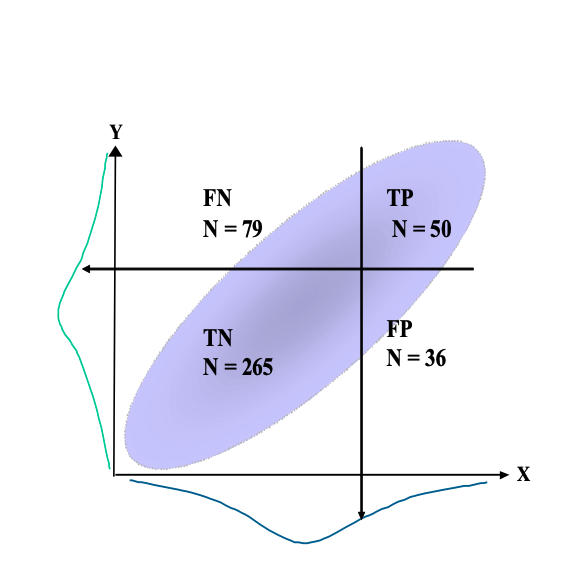 Y
FN
N = 79
TP
N = 50
TN
N = 265
FP
N = 36
X